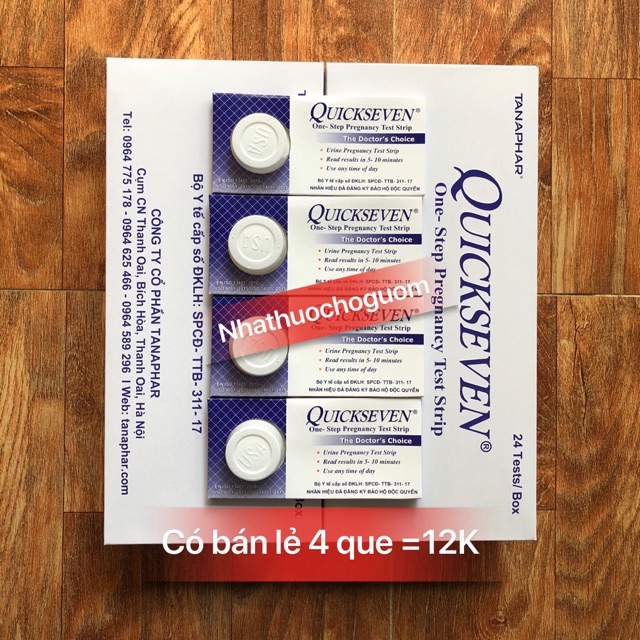 TANAPHAR®
QUICKSEVEN®
One- Step Pregnancy Test Strip
24 Tests/ Box
Bộ Y tế cấp số ĐKLH: SPCĐ- TTB- 311- 17
CÔNG TY CỔ PHẦN TANAPHAR
Cụm CN Thanh Oai, Bích Hòa, Thanh Oai, Hà Nội
Tel: 0964 775 178 - 0964 625 466 - 0964 589 296 I Web: tanaphar.com
QUICKSEVEN®
One- Step Pregnancy Test Strip
The Doctor's Choice
• Urine Pregnancy Test Strip
• Read results in 5- 10 minutes
• Use any time of day
Bộ Y tế cấp số ĐKLH: SPCĐ- TTB- 311- 17
NHÃN HIỆU ĐÃ ĐĂNG KÝ BẢO HỘ ĐỘC QUYỀN
QUICKSEVEN®
One- Step Pregnancy Test Strip
The Doctor's Choice
• Urine Pregnancy Test Strip
• Read results in 5- 10 minutes
• Use any time of day
Nhathuochoguom
One- Step Pregnancy Test Strip
The Doctor's Choice
• Urine Pregnancy Test Strip
• Read results in 5- 10 minutes
• Use any time of day
Bộ Y tế cấp số ĐKLH: SPCĐ- TTB- 311- 17
NHÃN HIỆU ĐÃ ĐĂNG KÝ BẢO HỘ ĐỘC QUYỀN
QUICKSEVEN®
One- Step Pregnancy Test Strip
The Doctor's Choice
• Urine Pregnancy Test Strip
• Read results in 5- 10 minutes
• Use any time of day
Bộ Y tế cấp số ĐKLH: SPCĐ- TTB- 311- 17
NHÃN HIỆU ĐÃ ĐĂNG KÝ BẢO HỘ ĐỘC QUYỀN
Có bán lẻ 4 que =12K